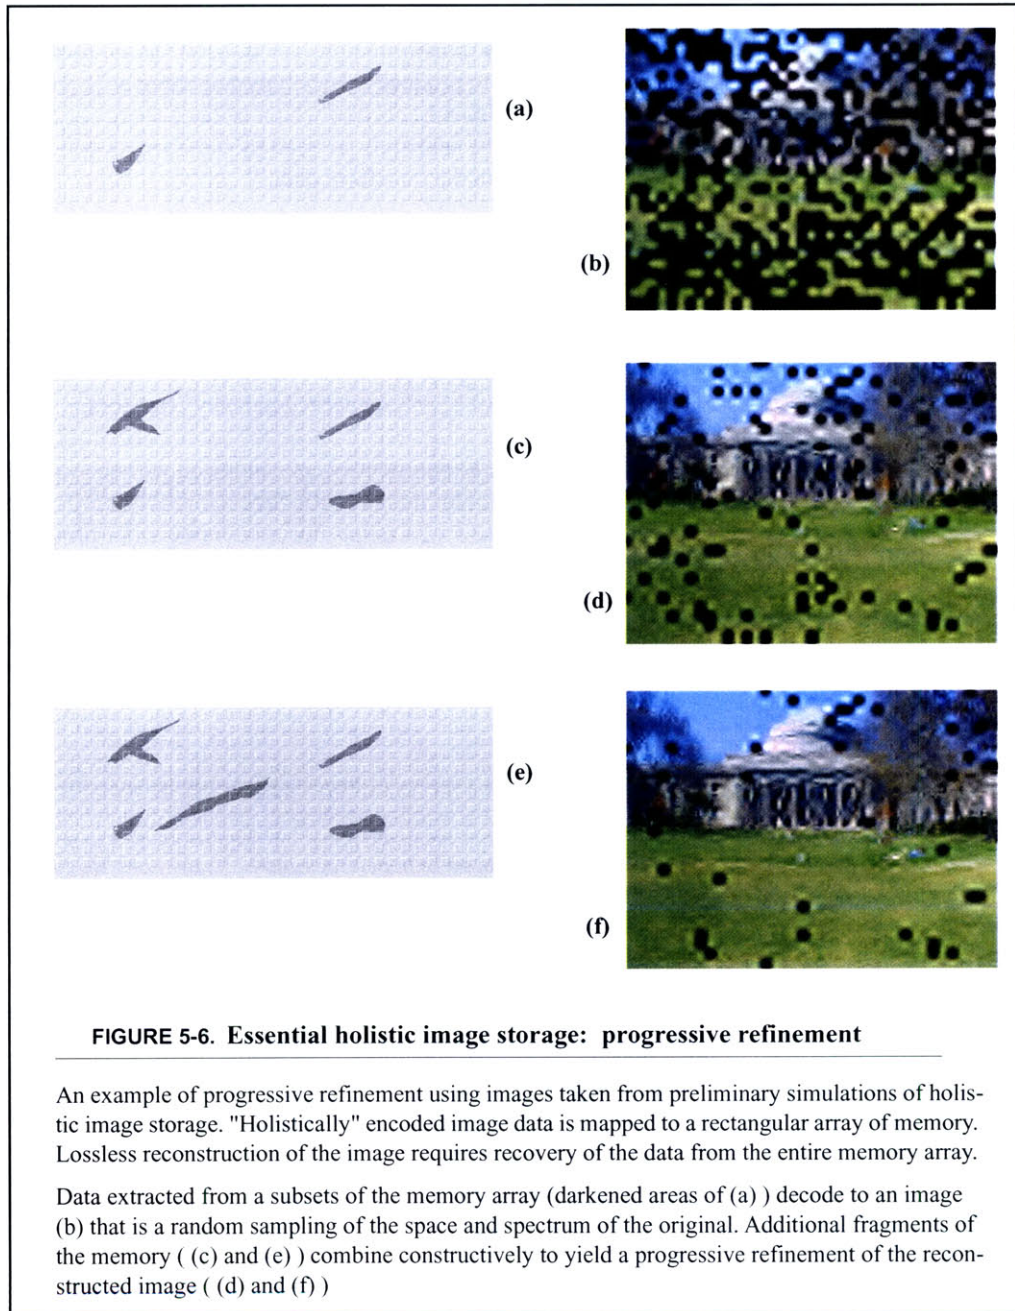 (a)
(b)
(c)
(d)
(e)
(f)
FIGURE 5-6. Essential holistic image storage: progressive refinement
An example of progressive refinement using images taken from preliminary simulations of holis-
tic image storage. "Holistically" encoded image data is mapped to a rectangular array of memory.
Lossless reconstruction of the image requires recovery of the data from the entire memory array.
Data extracted from a subsets of the memory array (darkened areas of (a) ) decode to an image
(b) that is a random sampling of the space and spectrum of the original. Additional fragments of
the memory ( (c) and (e) ) combine constructively to yield a progressive refinement of the recon-
structed image ( (d) and (f) )